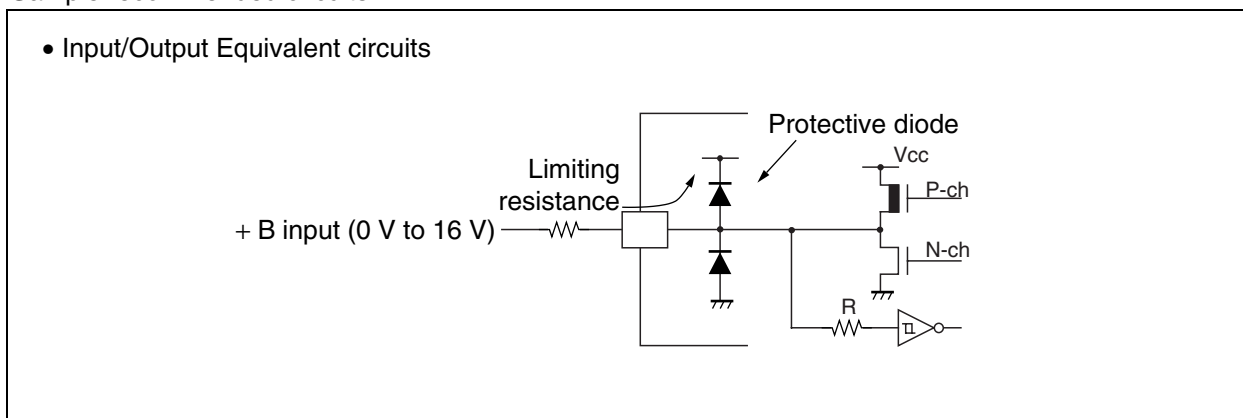 • Input/Output Equivalent circuits
Protective diode
Limiting
resistance
Vcc
P-ch
+ B input (0 V to 16 V)
N-ch
R